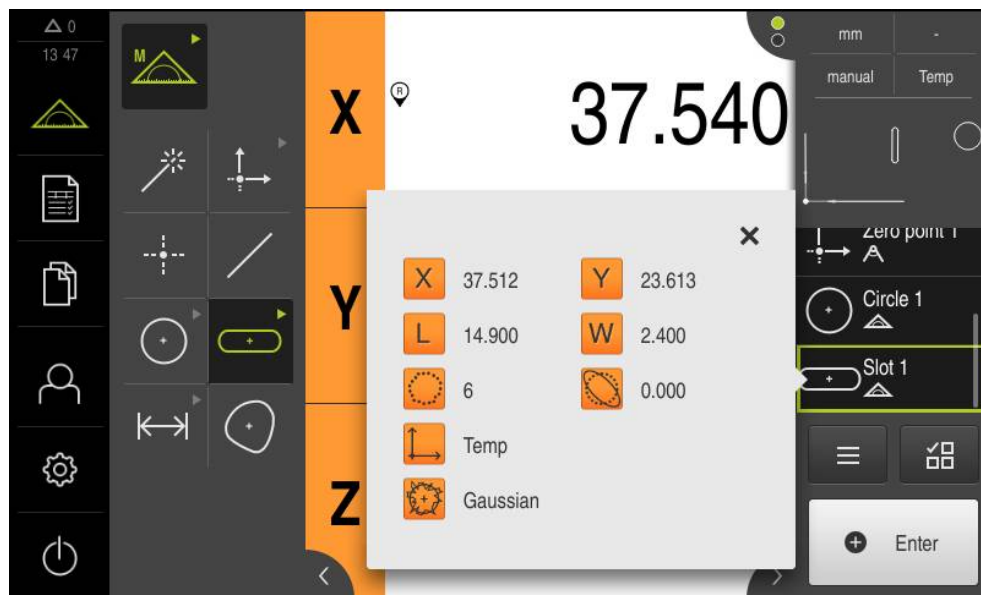 0
13 47
M
X
R
37.540
mm
-
manual
Temp
X
37.512
Y
23.613
L
14.900
W
2.400
6
0.000
Temp
Gaussian
Y
Z
Zero point 1
Circle 1
Slot 1
Enter